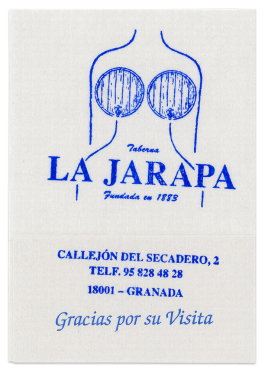 Taberna
LA JARAPA
Fundada en 1883
CALLEJÓN DEL SECADERO, 2
TELF. 95 828 48 28
18001 – GRANADA
Gracias por su Visita